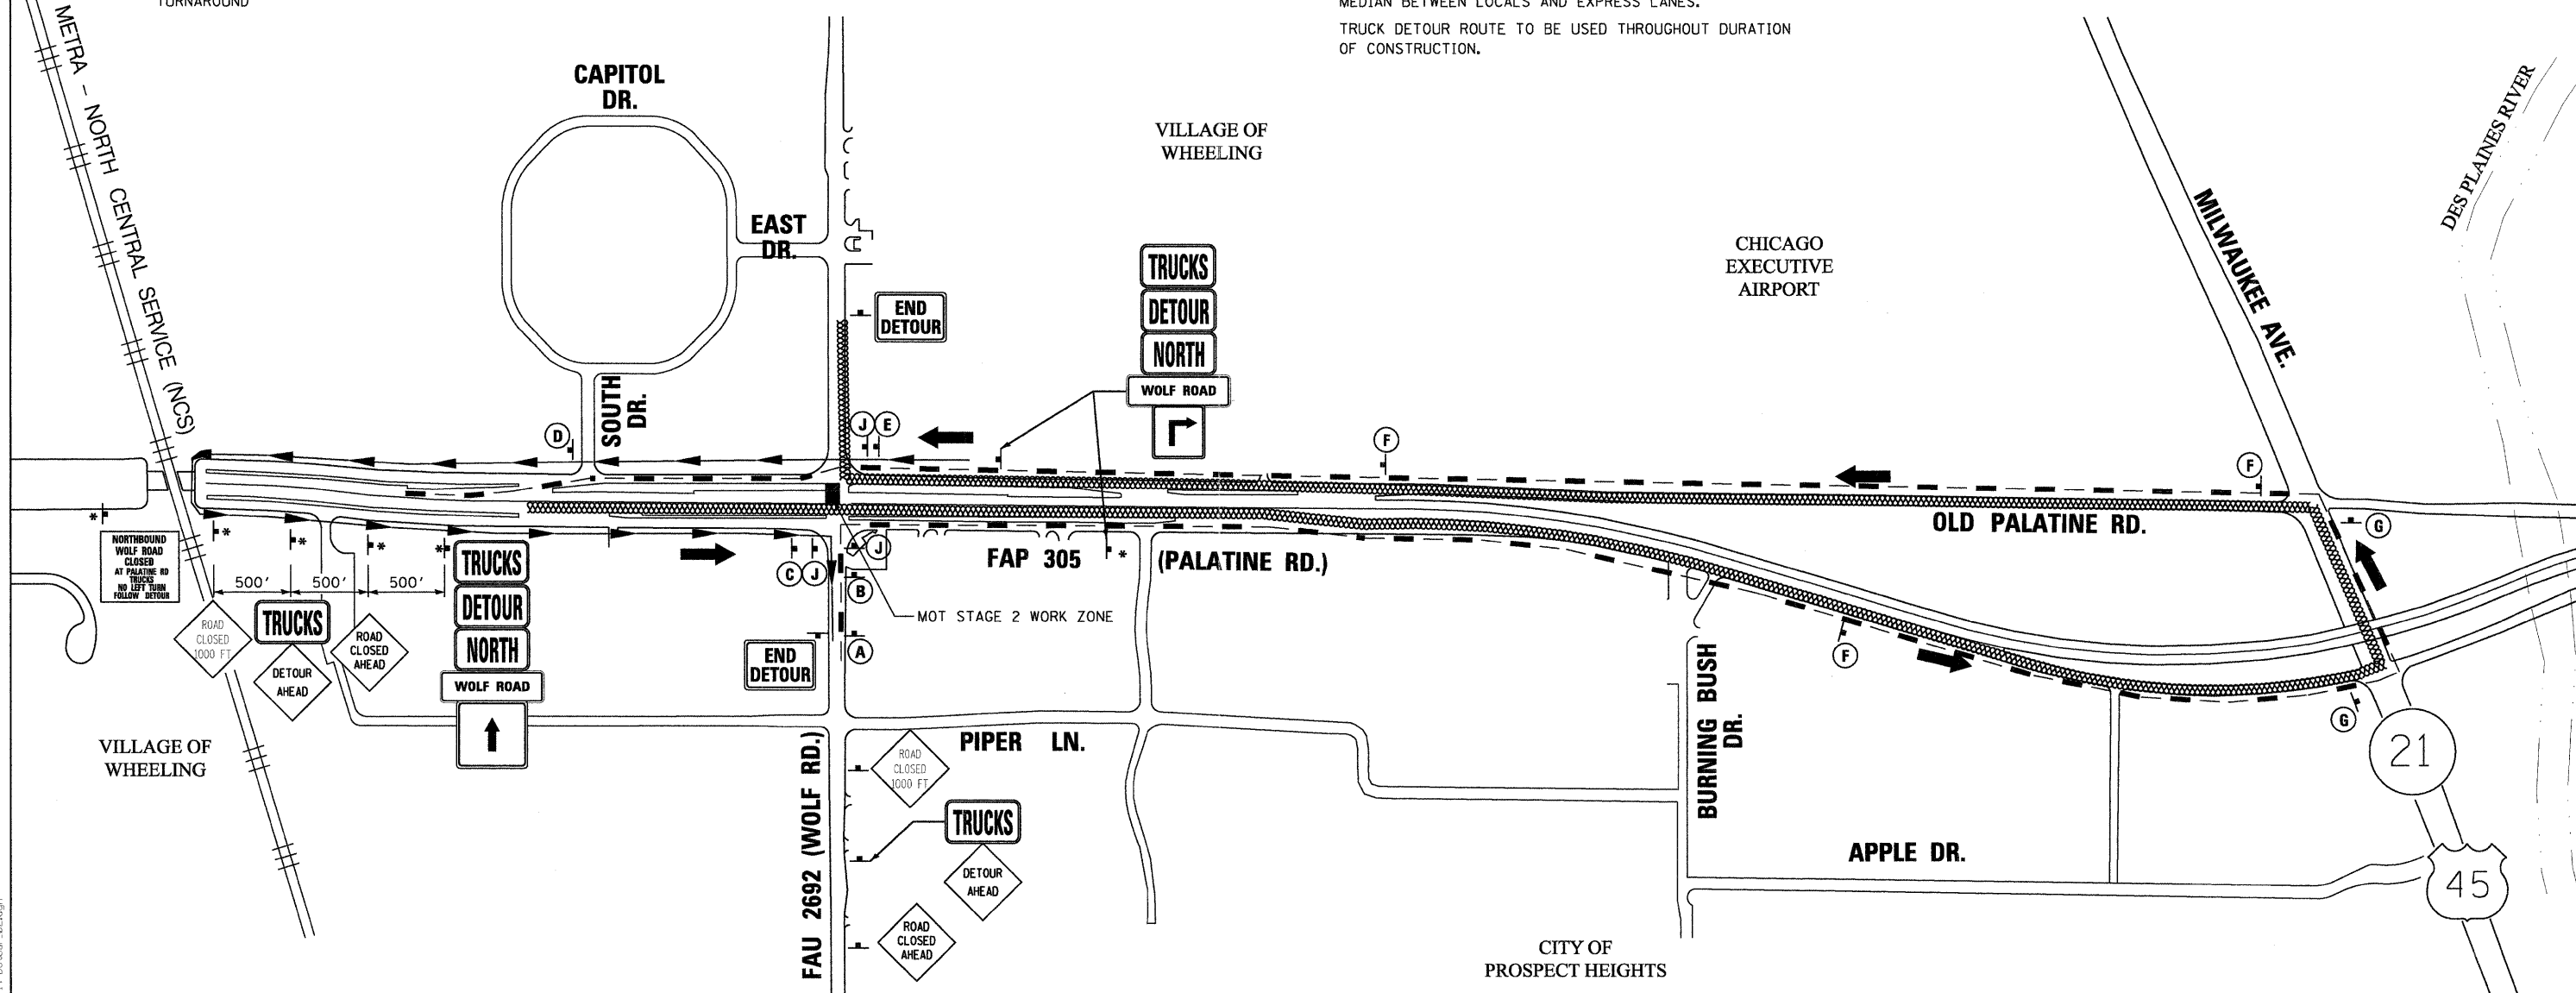 TURNAROUND
MEDIAN BETWEEN LOCALS AND EXPRESS LANES.
TRUCK DETOUR ROUTE TO BE USED THROUGHOUT DURATION
OF CONSTRUCTION.
METRA - NORTH CENTRAL SERVICE (NCS)
CAPITOL
DR.
EAST
DR.
SOUTH
DR.
VILLAGE OF
WHEELING
CHICAGO
EXECUTIVE
AIRPORT
MILWAUKEE AVE.
DES PLAINES RIVER
END
DETOUR
TRUCKS
DETOUR
NORTH
WOLF ROAD
D
J
E
F
F
G
OLD PALATINE RD.
*
NORTHBOUND
WOLF ROAD
CLOSED
AT PALATINE RD
TRUCKS
NO LEFT TURN
FOLLOW DETOUR
*
*
*
*
500'
500'
500'
ROAD
CLOSED
1000 FT
TRUCKS
DETOUR
AHEAD
ROAD
CLOSED
AHEAD
TRUCKS
DETOUR
NORTH
WOLF ROAD
C
J
J
B
A
END
DETOUR
MOT STAGE 2 WORK ZONE
FAP 305
(PALATINE RD.)
*
F
G
BURNING BUSH
DR.
VILLAGE OF
WHEELING
FAU 2692 (WOLF RD.)
PIPER LN.
ROAD
CLOSED
1000 FT
TRUCKS
DETOUR
AHEAD
ROAD
CLOSED
AHEAD
APPLE DR.
21
45
CITY OF
PROSPECT HEIGHTS